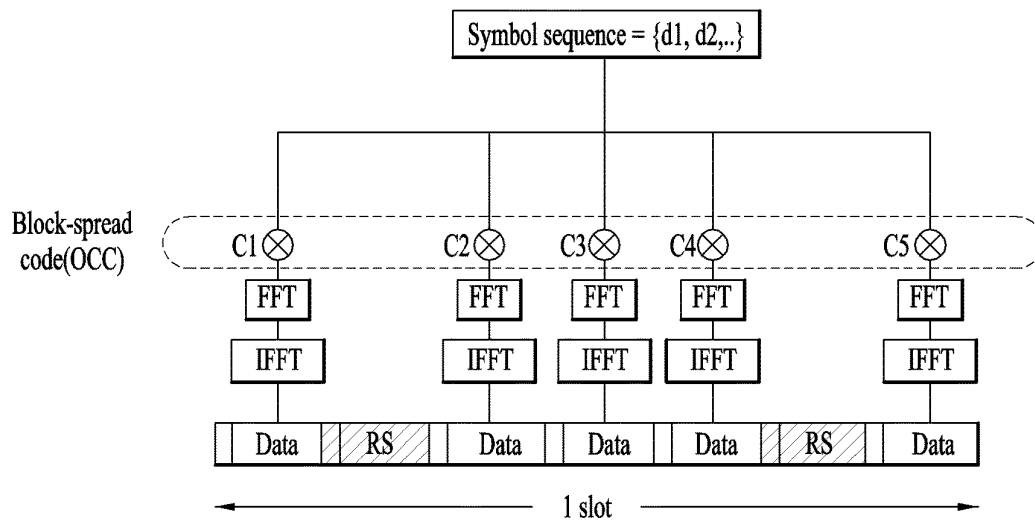 Symbol sequence = {d1, d2,..}
Block-spread
code(OCC)
C1 C2 C3 C4 C5
FFT FFT FFT FFT FFT
IFFT IFFT IFFT IFFT IFFT
Data RS Data Data Data RS Data
1 slot